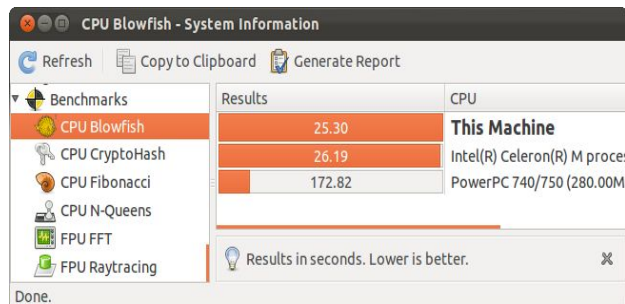 CPU Blowfish - System Information
Refresh Copy to Clipboard Generate Report
Benchmarks
CPU Blowfish
CPU CryptoHash
CPU Fibonacci
CPU N-Queens
FPU FFT
FPU Raytracing
Results CPU
25.30 This Machine
26.19 Intel(R) Celeron(R) M proces
172.82 PowerPC 740/750 (280.00M
Results in seconds. Lower is better.
Done.